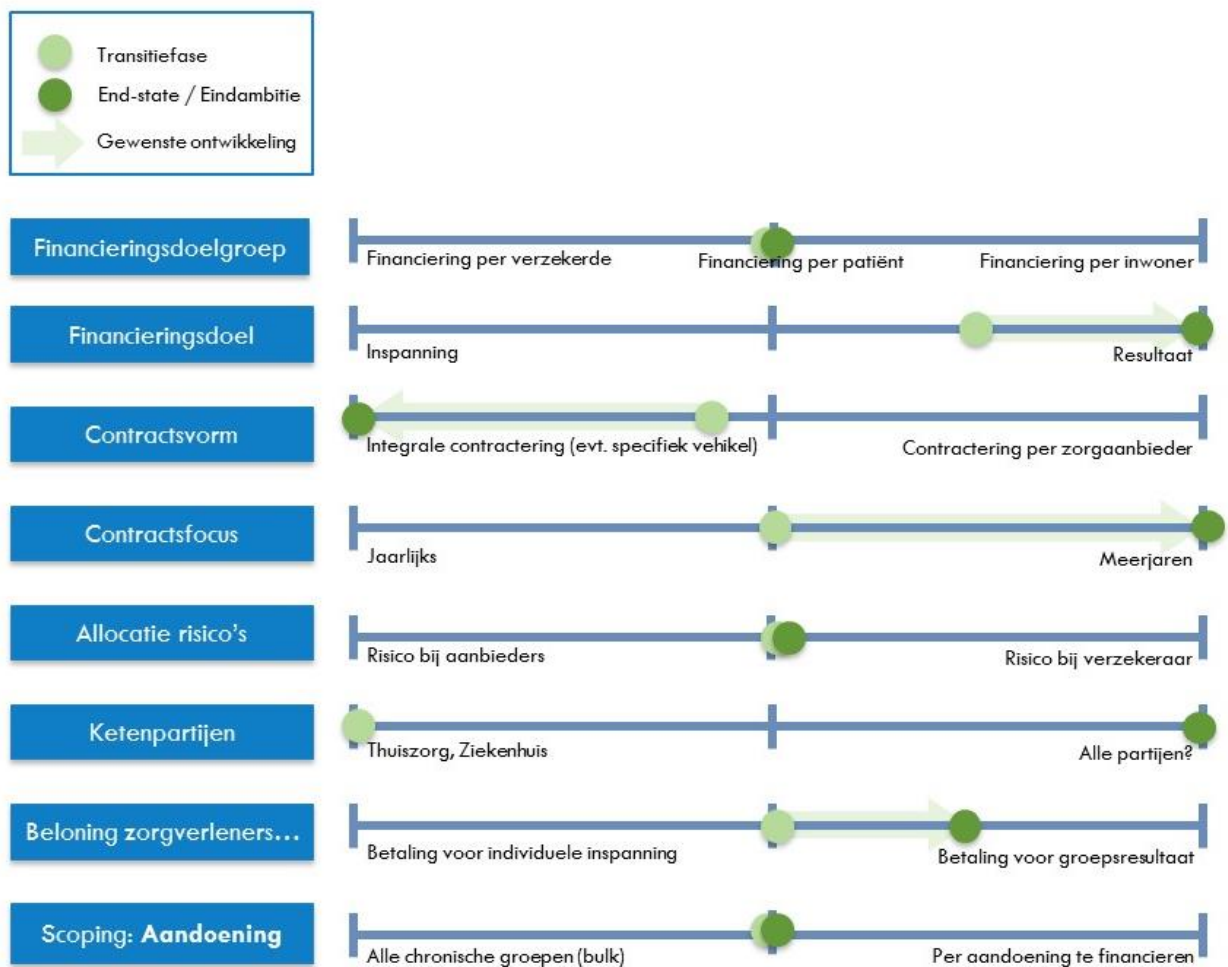 Transitiefase
End-state / Eindambitie
Gewenste ontwikkeling
Financieringsdoelgroep
Financiering per verzekerde
Financiering per patiënt
Financiering per inwoner
Financieringsdoel
Inspanning
Resultaat
Contractsvorm
Integrale contractering (evt. specifiek vehikel)
Contractering per zorgaanbieder
Contractsfocus
Jaarlijks
Meerjaren
Allocatie risico's
Risico bij aanbieders
Risico bij verzekeraar
Ketenpartijen
Thuiszorg, Ziekenhuis
Alle partijen?
Beloning zorgverleners...
Betaling voor individuele inspanning
Betaling voor groepsresultaat
Scoping: Aandoening
Alle chronische groepen (bulk)
Per aandoening te financieren